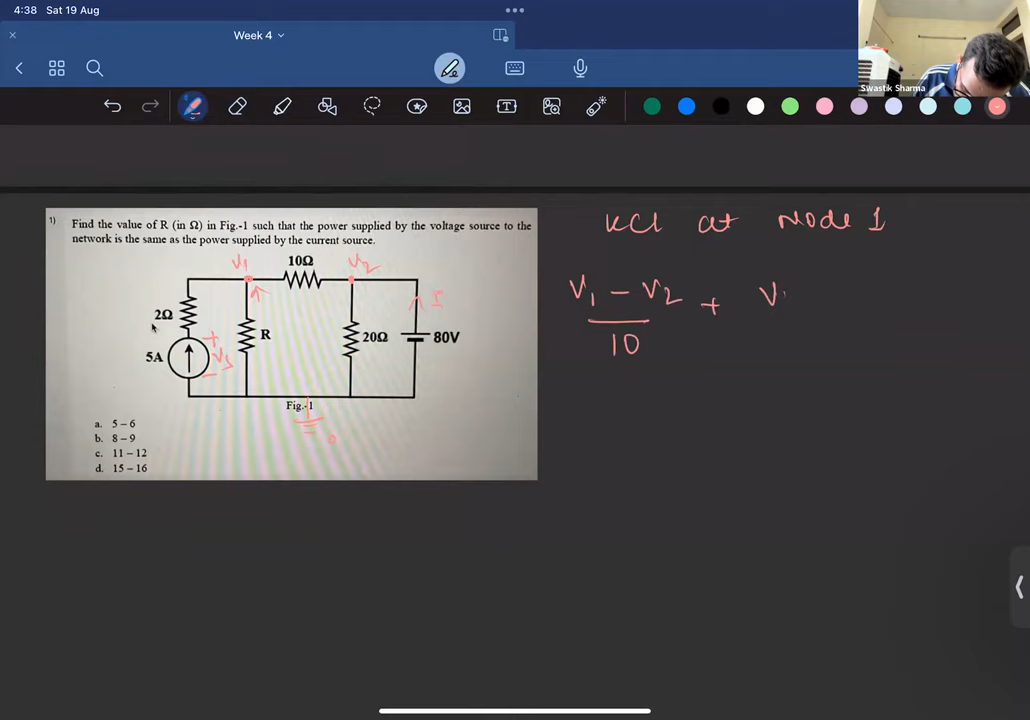 4:38 Sat 19 Aug
Week 4
Swastik Sharma
1) Find the value of R (in Ω) in Fig.-1 such that the power supplied by the voltage source to the
network is the same as the power supplied by the current source.
V1
10Ω
V2
2Ω
I
+
R
20Ω
80V
Vs
5A
-
Fig.-1
0
a. 5 – 6
b. 8 – 9
c. 11 – 12
d. 15 – 16
KCL at Node 1
V1 - V2 + V
10